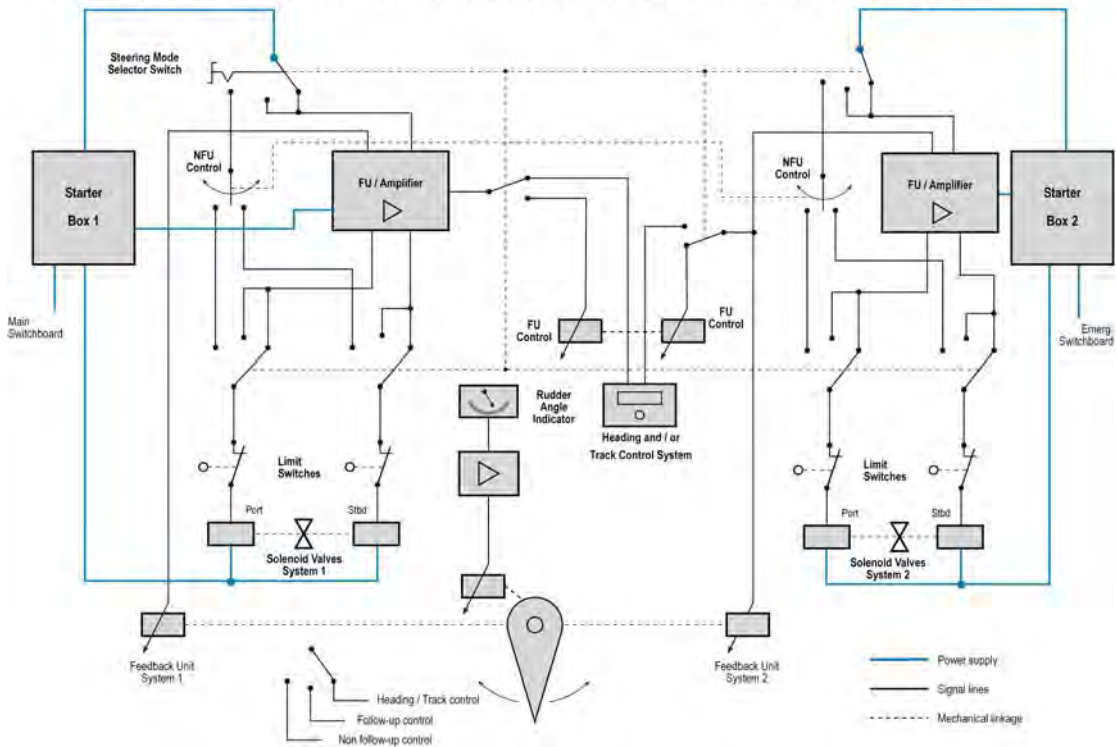 Steering Mode
Selector Switch
NFU
Control
Starter
Box 1
FU / Amplifier
NFU
Control
FU / Amplifier
Starter
Box 2
Main
Switchboard
FU
Control
FU
Control
Emerg.
Switchboard
Rudder
Angle
Indicator
Heading and / or
Track Control System
Limit
Switches
Limit
Switches
Port
Stbd
Solenoid Valves
System 1
Port
Stbd
Solenoid Valves
System 2
Feedback Unit
System 1
Feedback Unit
System 2
Heading / Track control
Follow-up control
Non follow-up control
Power supply
Signal lines
Mechanical linkage